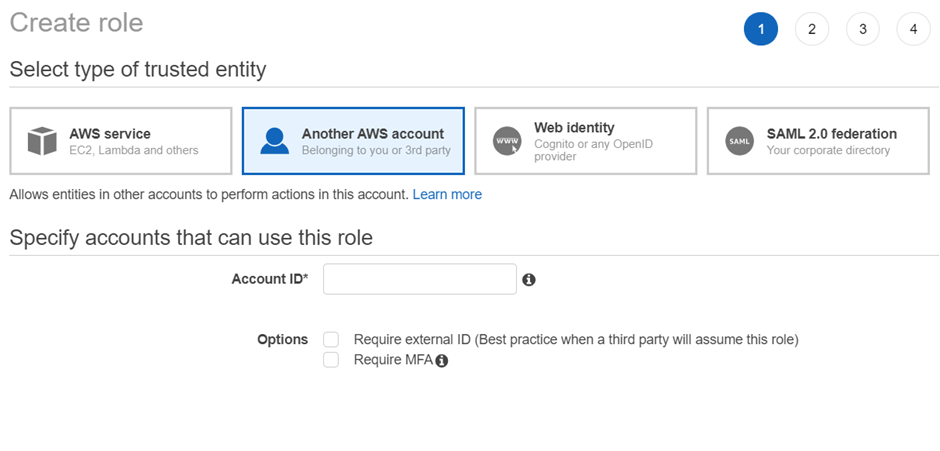 Create role
1 2 3 4
Select type of trusted entity
AWS service
EC2, Lambda and others
Another AWS account
Belonging to you or 3rd party
www
Web identity
Cognito or any OpenID
provider
SAML
SAML 2.0 federation
Your corporate directory
Allows entities in other accounts to perform actions in this account. Learn more
Specify accounts that can use this role
Account ID*
Options
Require external ID (Best practice when a third party will assume this role)
Require MFA